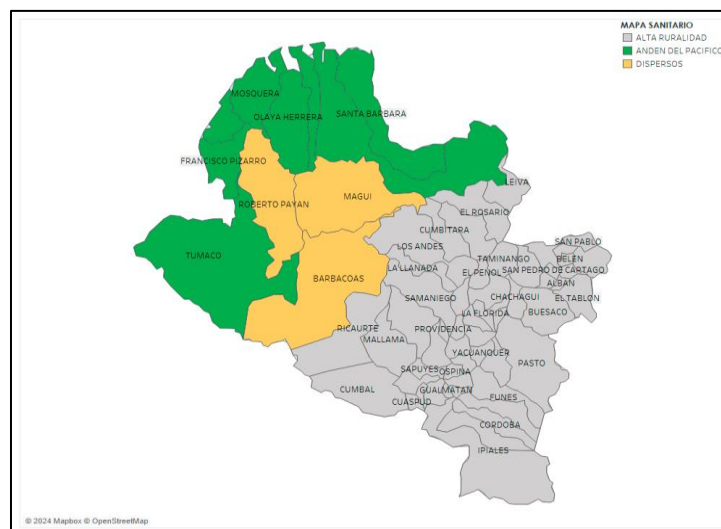 MAPA SANITARIO
ALTA RURALIDAD
ANDEN DEL PACIFICO
DISPERSOS
MOSQUERA
OLAYA HERRERA
SANTA BARBARA
FRANCISCO PIZARRO
LEIVA
MAGUI
ROBERTO PAYAN
EL ROSARIO
CUMBITARA
SAN PABLO
LOS ANDES
TUMACO
TAMINANGO
BELEN
LA LLANADA
EL PEÑOL
SAN PEDRO DE CARTAGO
BARBACOAS
ALBAN
SAMANIEGO
CHACHAGUI
EL TABLON
LA FLORIDA
BUESACO
RICAURTE
PROVIDENCIA
MALLAMA
YACUANQUER
PASTO
SAPUYES
OSPINA
CUMBAL
GUALMATAN
FUNES
CUASPUD
CORDOBA
IPIALES
© 2024 Mapbox © OpenStreetMap